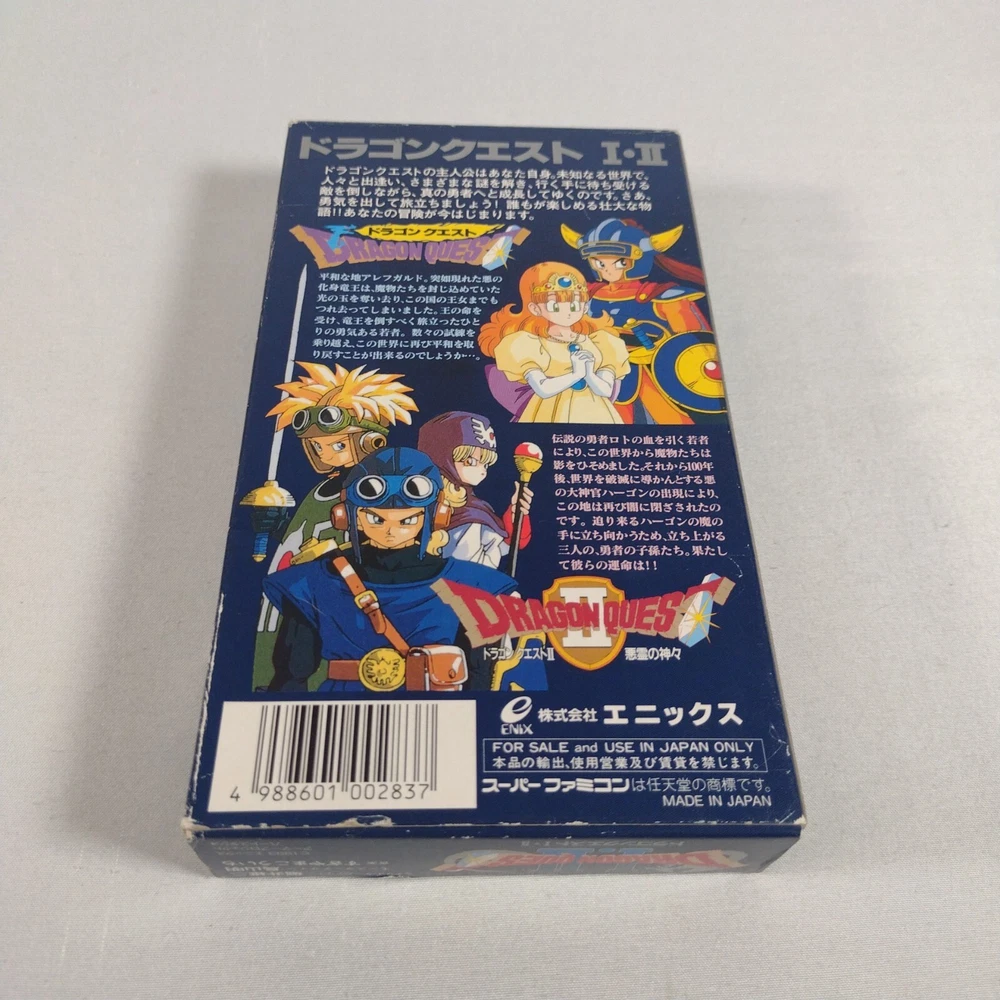 ドラゴンクエスト I・II
ドラゴンクエストの主人公はあなた自身。未知なる世界で、
人々と出逢い、さまざまな謎を解き、行く手に待ち受ける
敵を倒しながら、真の勇者へと成長してゆくのです。さあ、
勇気を出して旅立ちましょう! 誰もが楽しめる壮大な物
語!!あなたの冒険が今はじまります。
ドラゴンクエスト
DRAGON QUEST
平和な地アレフガルド。突如現れた悪の
化身竜王は、魔物たちを封じ込めていた
光の玉を奪い去り、この国の王女までも
つれ去ってしまいました。王の命を
受け、竜王を倒すべく旅立ったひと
りの勇気ある若者。数々の試練を
乗り越え、この世界に再び平和を取
り戻すことが出来るのでしょうか…。
伝説の勇者ロトの血を引く若者
により、この世界から魔物たちは
影をひそめました。それから100年
後、世界を破滅に導かんとする悪
の大神官ハーゴンの出現により、
この地は再び闇に閉ざされたの
です。迫り来るハーゴンの魔の
手に立ち向かうため、立ち上がる
三人の、勇者の子孫たち。果たし
て彼らの運命は!!
DRAGON QUEST
II
ドラゴンクエストII 悪霊の神々
ENIX 株式会社 エニックス
FOR SALE and USE IN JAPAN ONLY
本品の輸出、使用営業及び賃貸を禁じます。
スーパーファミコンは任天堂の商標です。
MADE IN JAPAN
4 988601 002837
DRAGON QUEST